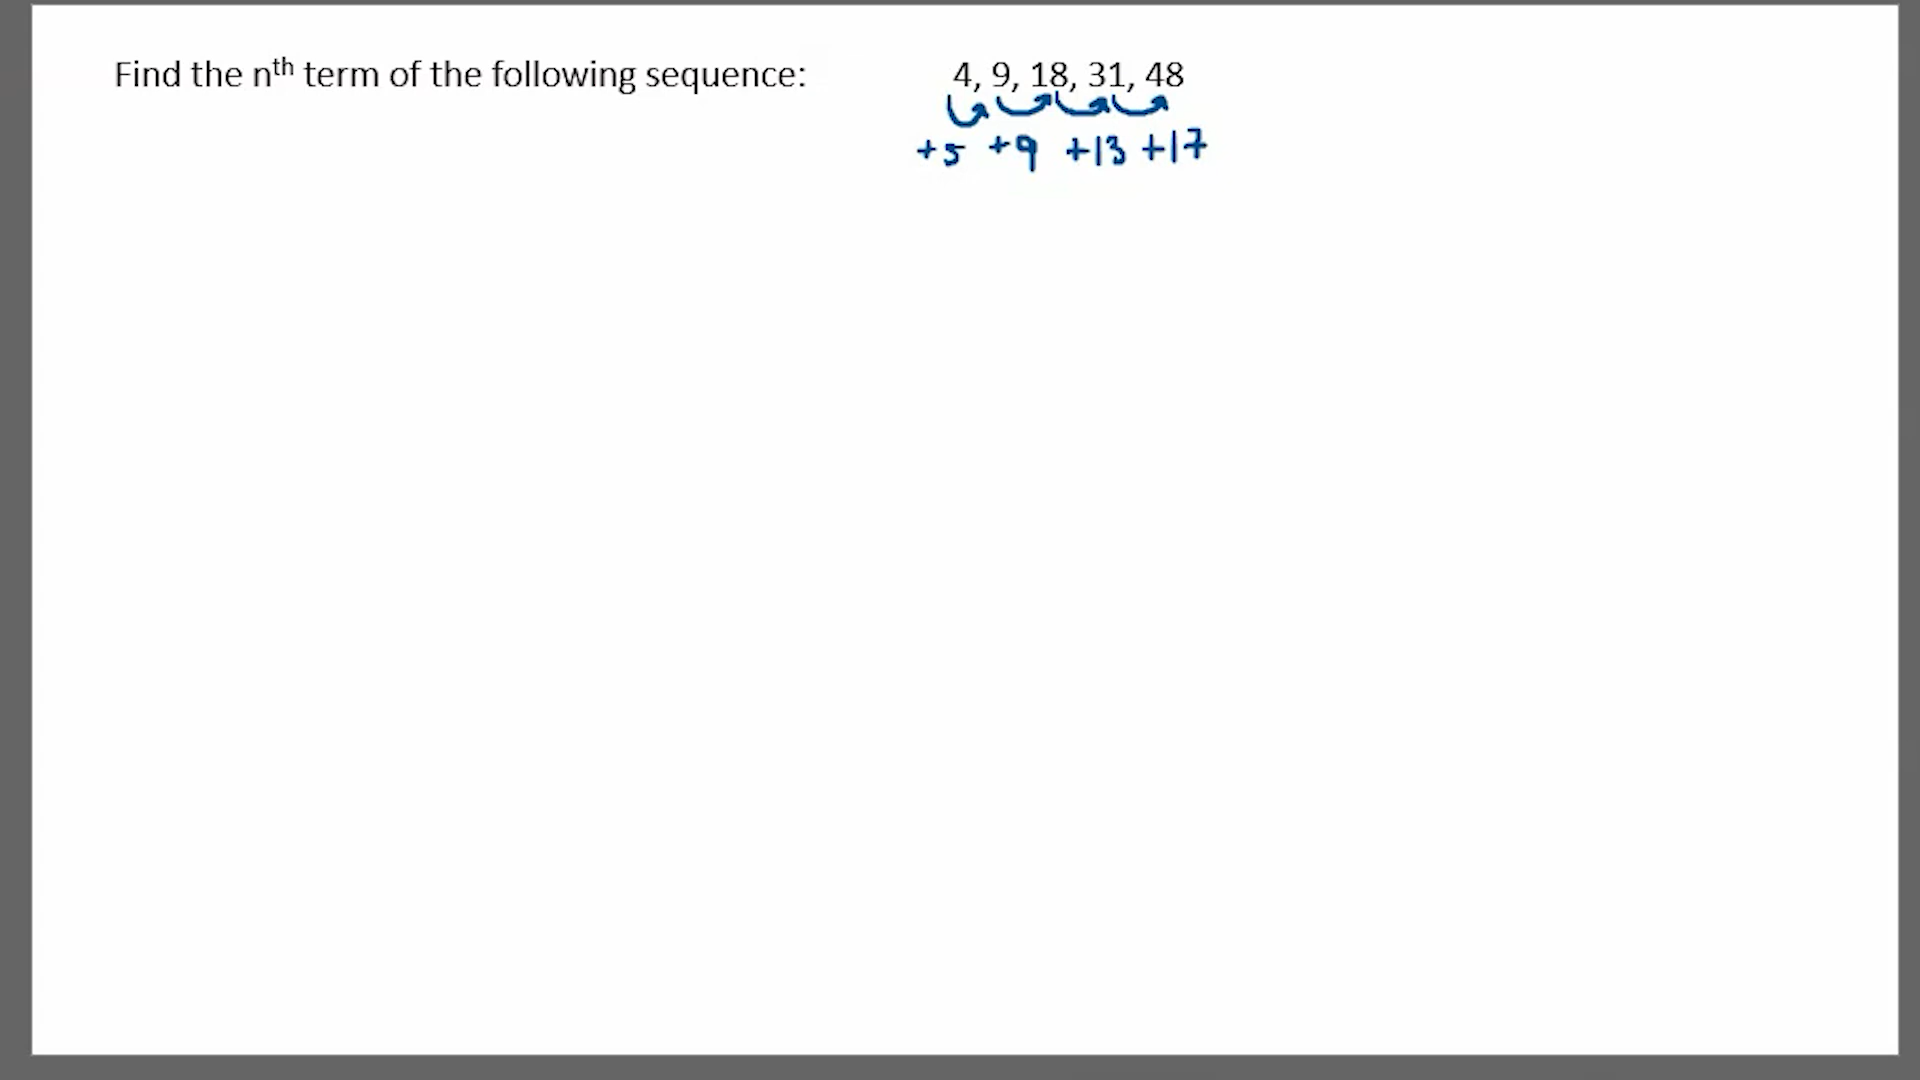 Find the nth term of the following sequence: 4, 9, 18, 31, 48
+5 +9 +13 +17